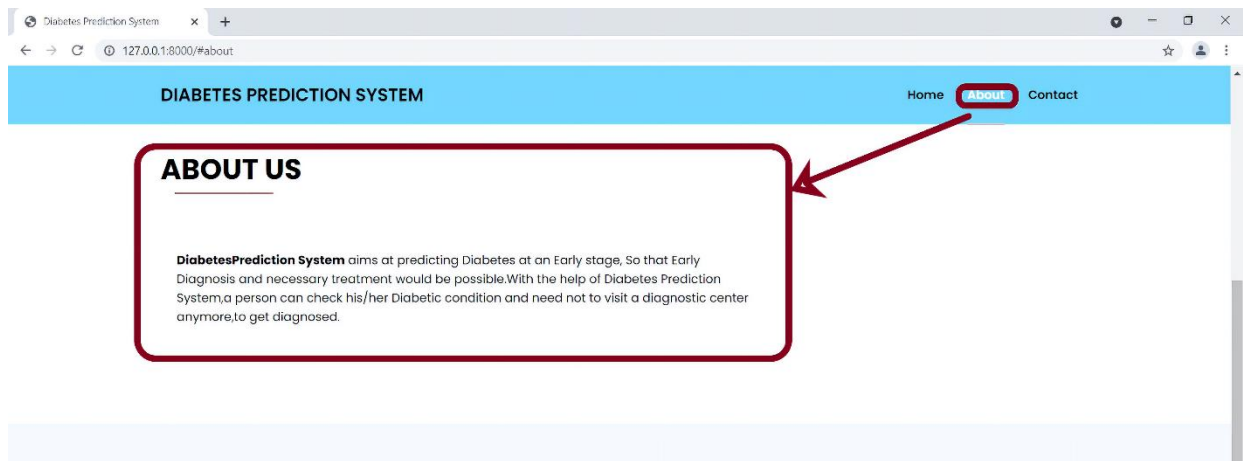 Diabetes Prediction System
127.0.0.1:8000/#about
DIABETES PREDICTION SYSTEM
Home About Contact
ABOUT US
DiabetesPrediction System aims at predicting Diabetes at an Early stage, So that Early
Diagnosis and necessary treatment would be possible.With the help of Diabetes Prediction
System,a person can check his/her Diabetic condition and need not to visit a diagnostic center
anymore,to get diagnosed.